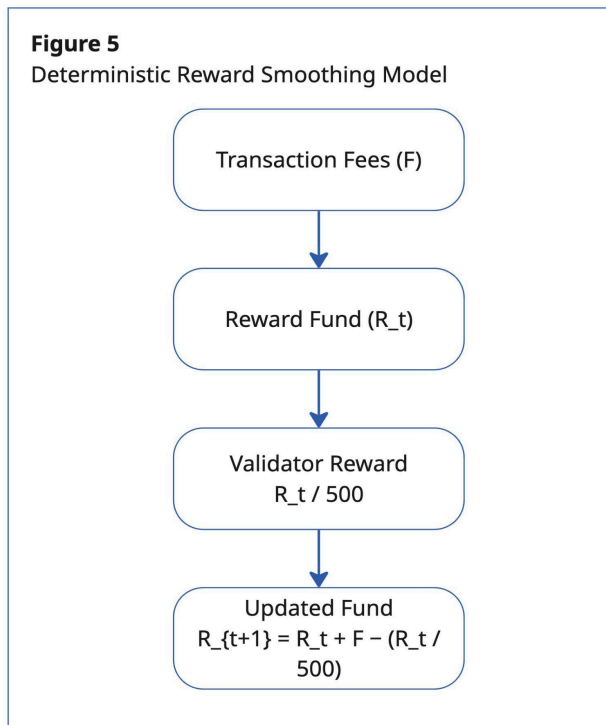 Figure 5
Deterministic Reward Smoothing Model
Transaction Fees (F)
Reward Fund (R_t)
Validator Reward
R_t / 500
Updated Fund
R_{t+1} = R_t + F − (R_t /
500)